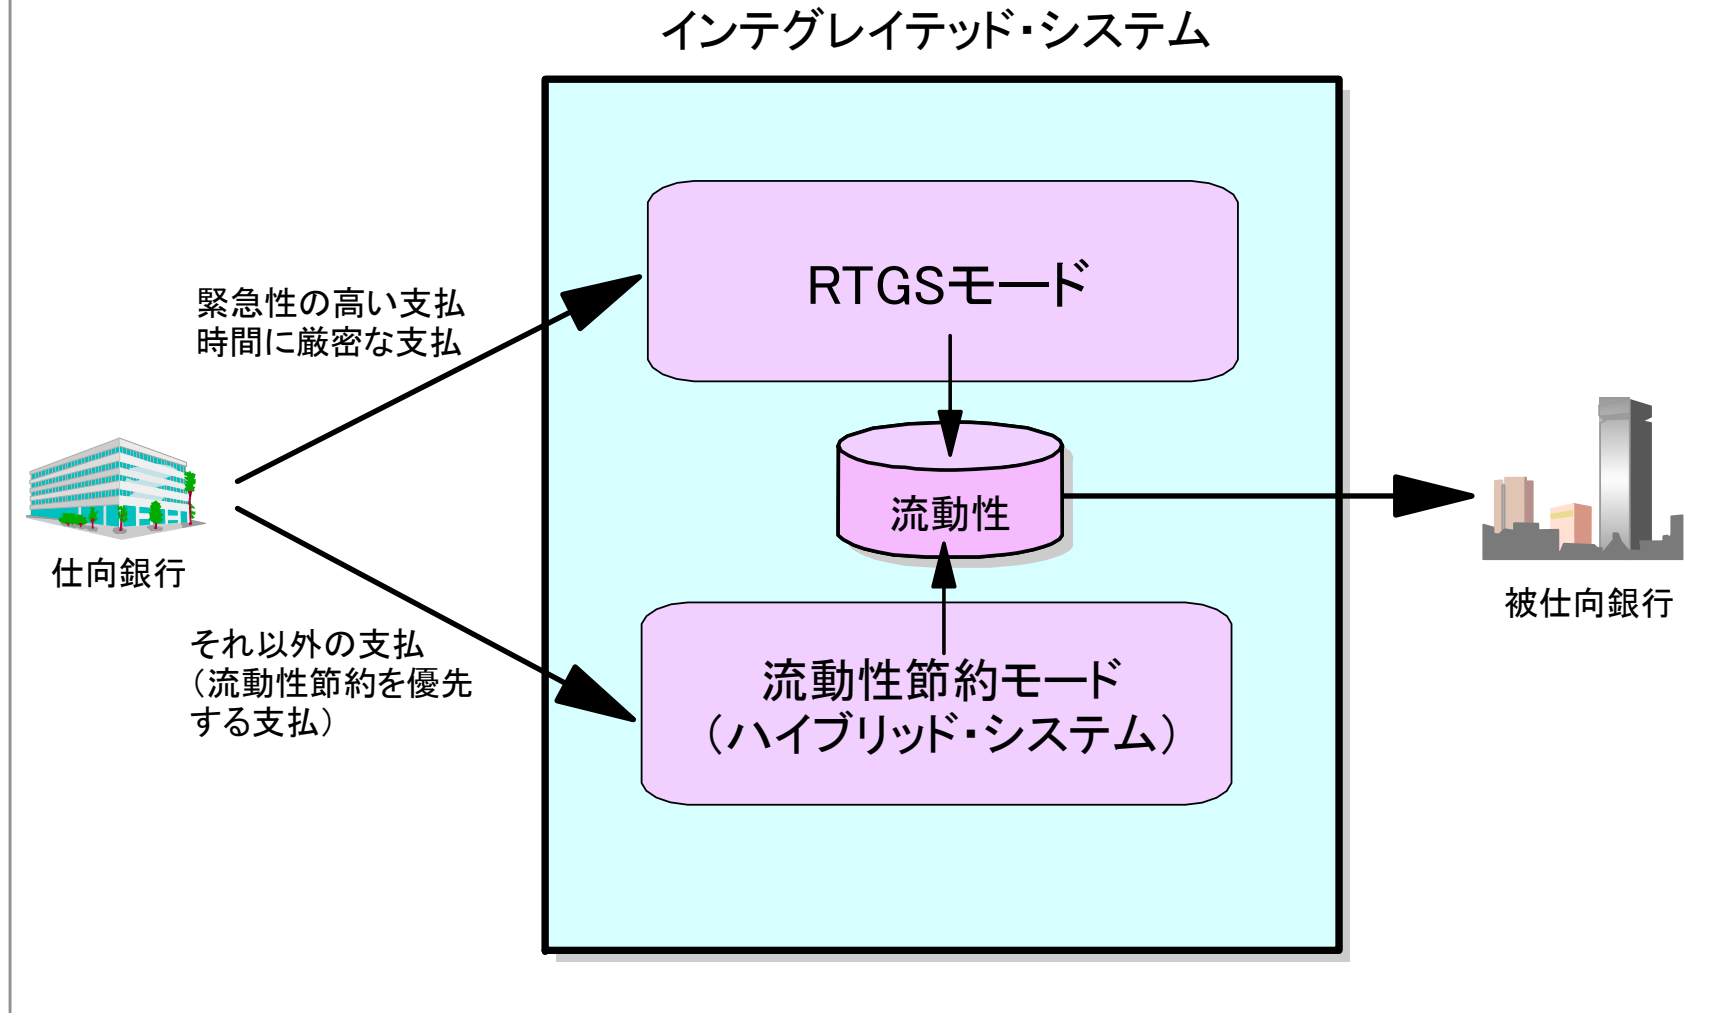 インテグレイテッド・システム
RTGSモード
緊急性の高い支払
時間に厳密な支払
流動性
仕向銀行
被仕向銀行
それ以外の支払
（流動性節約を優先
する支払）
流動性節約モード
（ハイブリッド・システム）